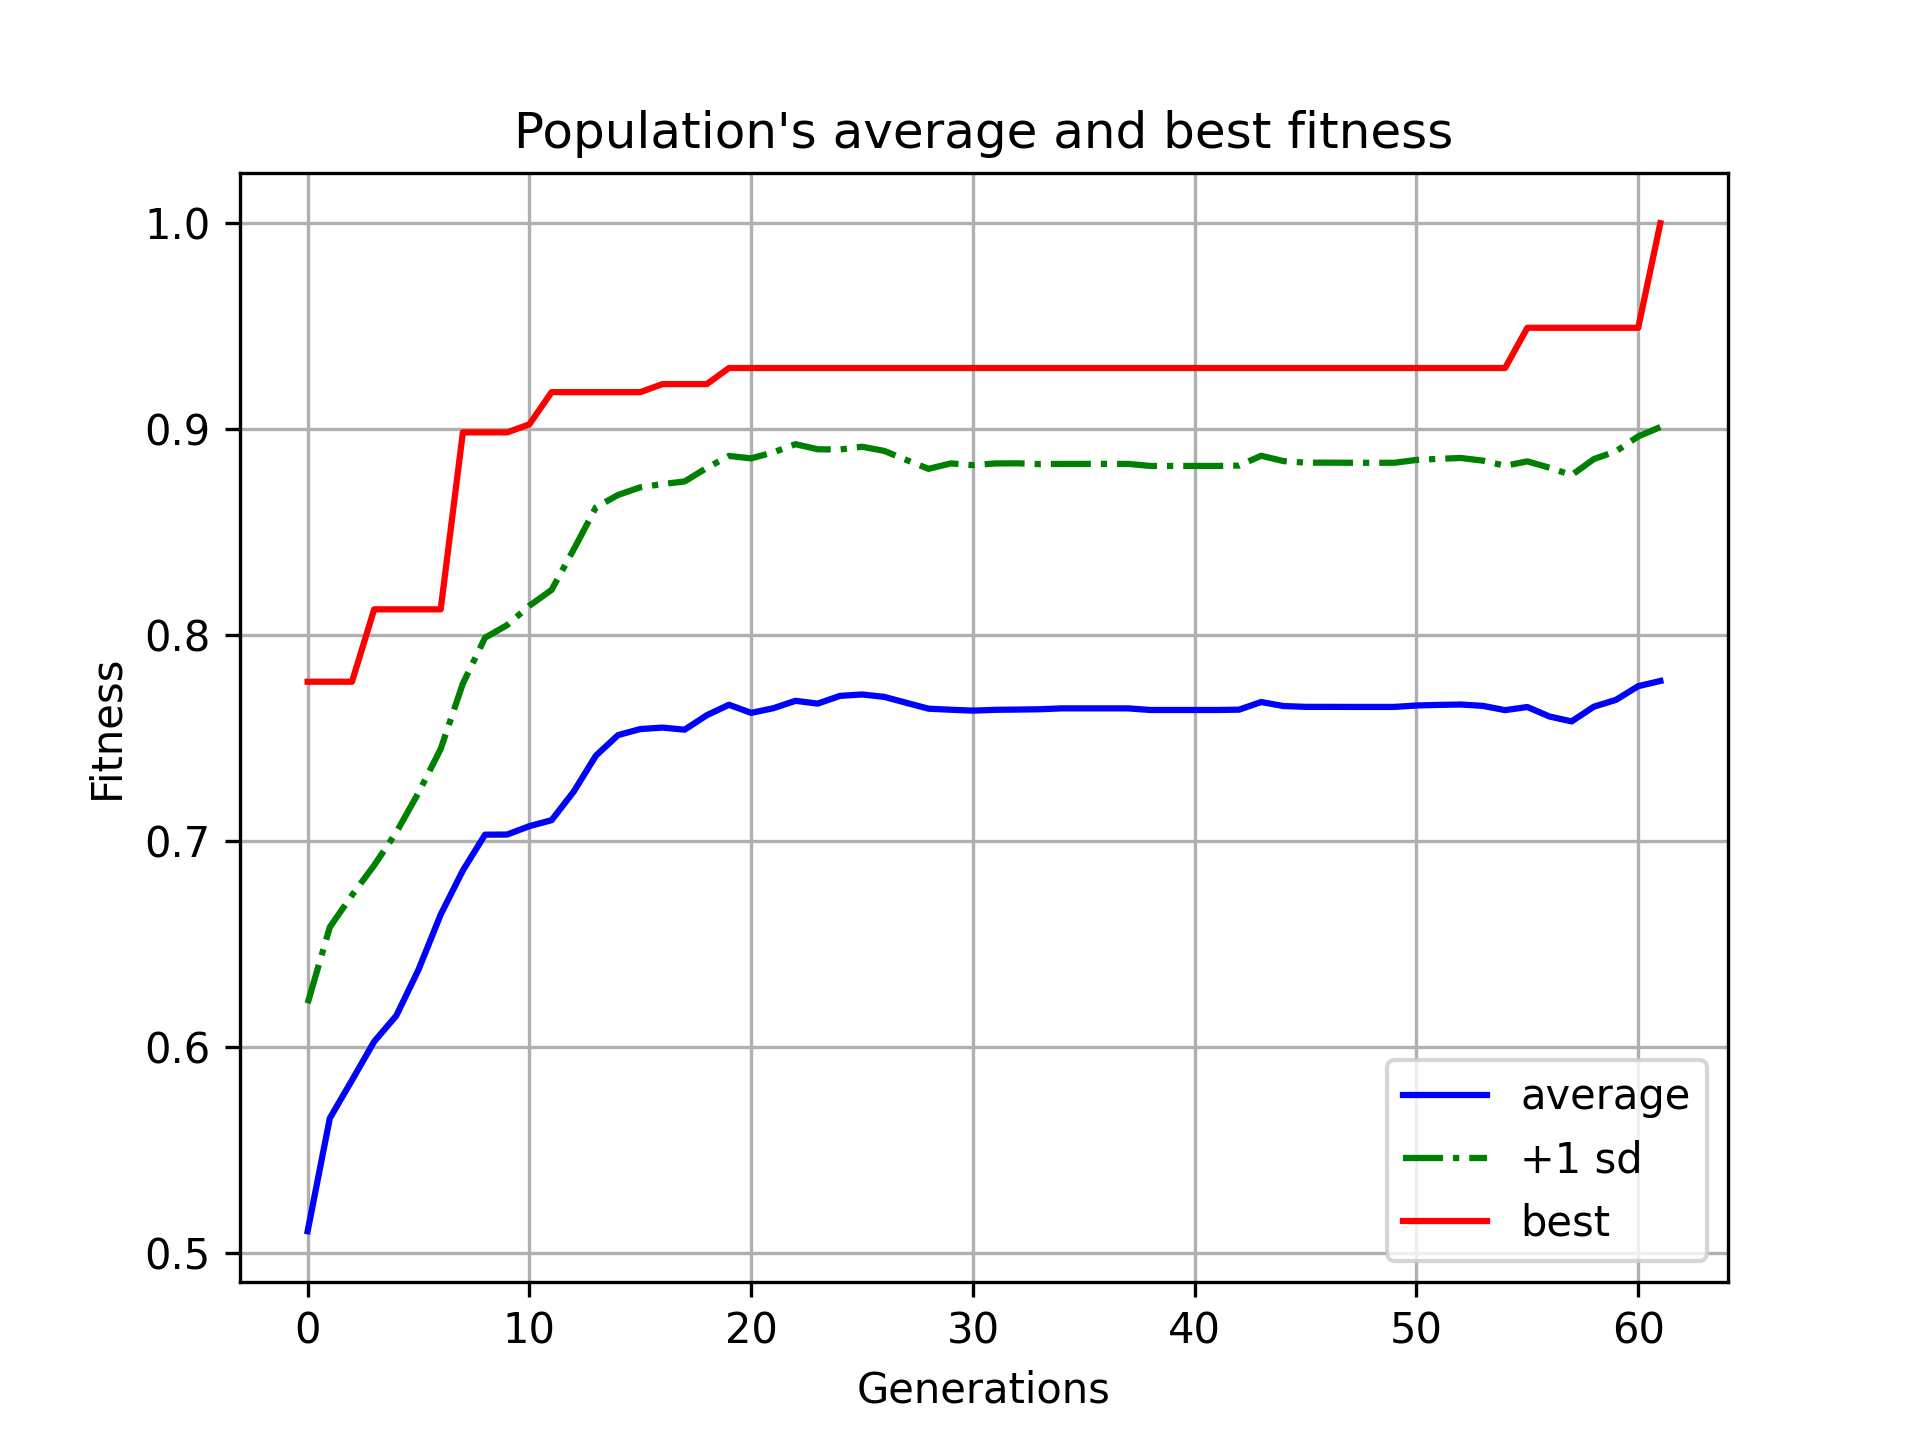 Population's average and best fitness
1.0
0.9
0.8
0.7
0.6
0.5
Fitness
0 10 20 30 40 50 60
Generations
average
+1 sd
best